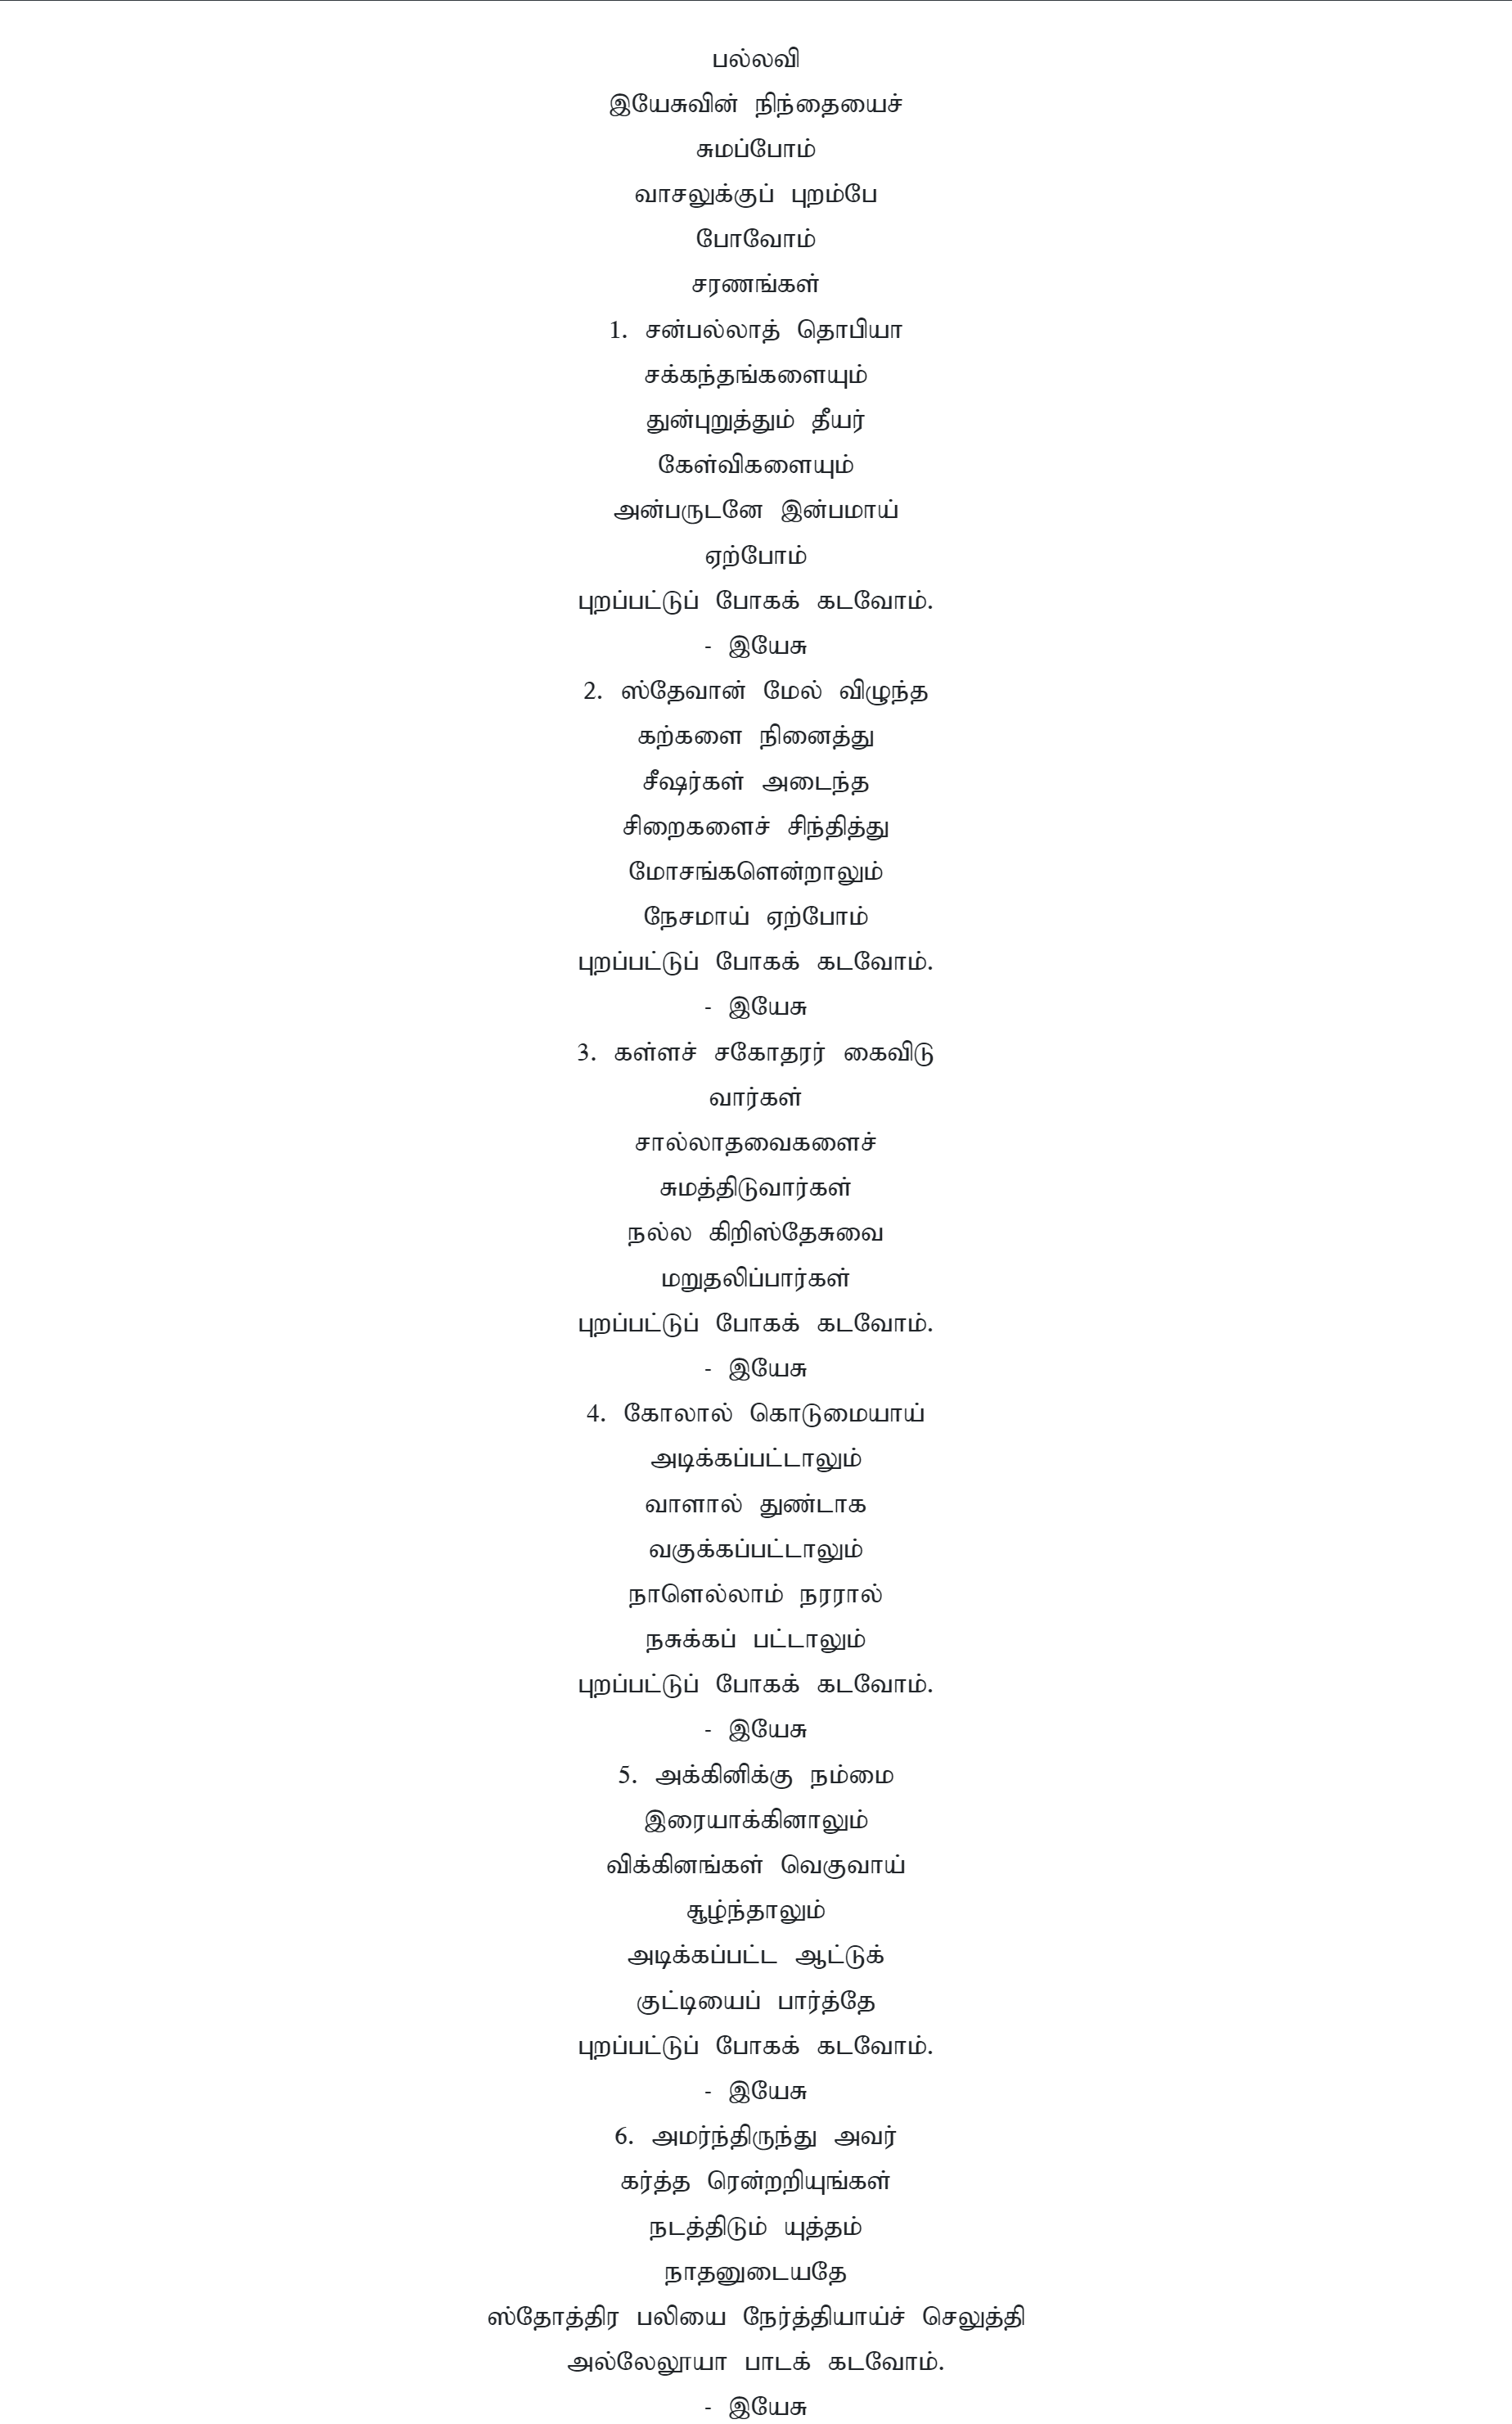 பல்லவி
இயேசுவின் நிந்தையைச்
சுமப்போம்
வாசலுக்குப் புறம்பே
போவோம்
சரணங்கள்
1. சன்பல்லாத் தொபியா
சக்கந்தங்களையும்
துன்புறுத்தும் தீயர்
கேள்விகளையும்
அன்பருடனே இன்பமாய்
ஏற்போம்
புறப்பட்டுப் போகக் கடவோம்.
- இயேசு
2. ஸ்தேவான் மேல் விழுந்த
கற்களை நினைத்து
சீஷர்கள் அடைந்த
சிறைகளைச் சிந்தித்து
மோசங்களென்றாலும்
நேசமாய் ஏற்போம்
புறப்பட்டுப் போகக் கடவோம்.
- இயேசு
3. கள்ளச் சகோதரர் கைவிடு
வார்கள்
சால்லாதவைகளைச்
சுமத்திடுவார்கள்
நல்ல கிறிஸ்தேசுவை
மறுதலிப்பார்கள்
புறப்பட்டுப் போகக் கடவோம்.
- இயேசு
4. கோலால் கொடுமையாய்
அடிக்கப்பட்டாலும்
வாளால் துண்டாக
வகுக்கப்பட்டாலும்
நாளெல்லாம் நரரால்
நசுக்கப் பட்டாலும்
புறப்பட்டுப் போகக் கடவோம்.
- இயேசு
5. அக்கினிக்கு நம்மை
இரையாக்கினாலும்
விக்கினங்கள் வெகுவாய்
சூழ்ந்தாலும்
அடிக்கப்பட்ட ஆட்டுக்
குட்டியைப் பார்த்தே
புறப்பட்டுப் போகக் கடவோம்.
- இயேசு
6. அமர்ந்திருந்து அவர்
கர்த்த ரென்றறியுங்கள்
நடத்திடும் யுத்தம்
நாதனுடையதே
ஸ்தோத்திர பலியை நேர்த்தியாய்ச் செலுத்தி
அல்லேலூயா பாடக் கடவோம்.
- இயேசு